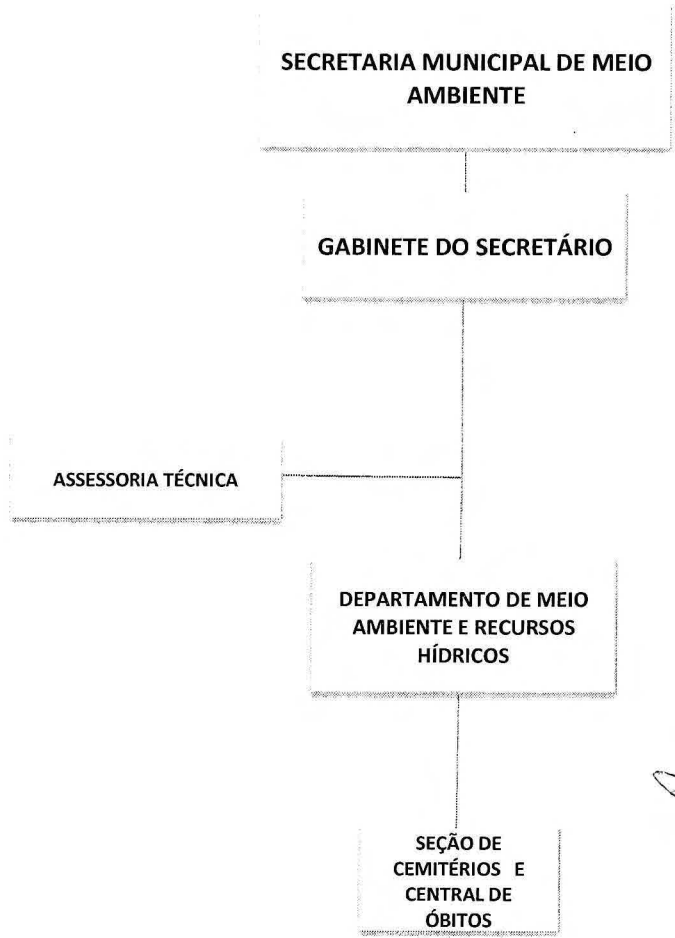 SECRETARIA MUNICIPAL DE MEIO
AMBIENTE
GABINETE DO SECRETÁRIO
ASSESSORIA TÉCNICA
DEPARTAMENTO DE MEIO
AMBIENTE E RECURSOS
HÍDRICOS
SEÇÃO DE
CEMITÉRIOS E
CENTRAL DE
ÓBITOS